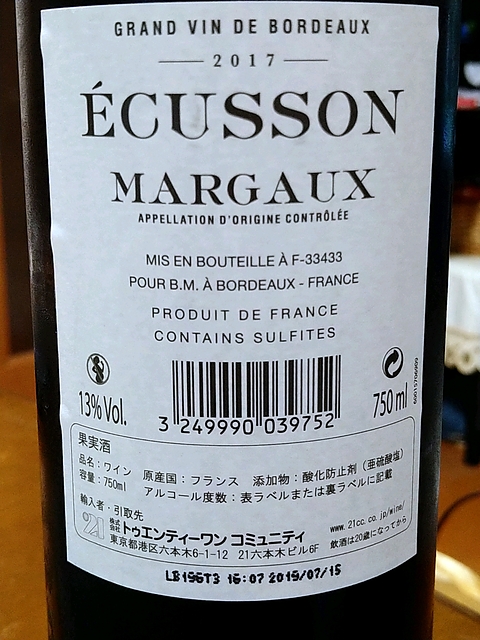 GRAND VIN DE BORDEAUX
2017
ÉCUSSON
MARGAUX
APPELLATION D'ORIGINE CONTRÔLÉE
MIS EN BOUTEILLE À F-33433
POUR B.M. À BORDEAUX - FRANCE
PRODUIT DE FRANCE
CONTAINS SULFITES
13% Vol.
3 249990 039752
750 ml
果実酒
品名：ワイン 原産国：フランス 添加物：酸化防止剤（亜硫酸塩）
容量：750ml アルコール度数：表ラベルまたは裏ラベルに記載
輸入者・引取先
21 株式会社 トゥエンティーワン コミュニティ www.21cc.co.jp/wine/
東京都港区六本木6-1-12 21六本木ビル6F 飲酒は20歳になってから
LB196T3 16:07 2019/07/15